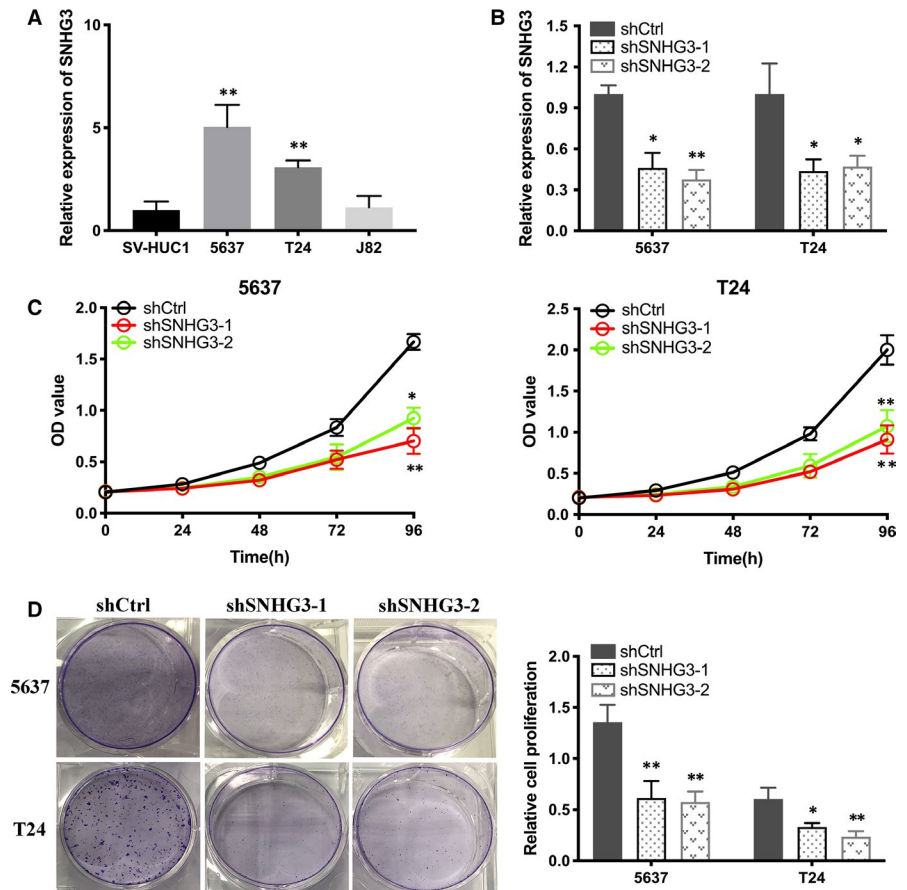 A
Relative expression of SNHG3
10
5
0
**
**
SV-HUC1 5637 T24 J82
B
Relative expression of SNHG3
shCtrl
shSNHG3-1
shSNHG3-2
1.5
1.2
0.9
0.6
0.3
0.0
* ** * *
5637 T24
C
5637
OD value
shCtrl
shSNHG3-1
shSNHG3-2
2.0
1.5
1.0
0.5
0.0
*
**
0 24 48 72 96
Time(h)
T24
OD value
shCtrl
shSNHG3-1
shSNHG3-2
2.5
2.0
1.5
1.0
0.5
0.0
**
**
0 24 48 72 96
Time(h)
D
shCtrl shSNHG3-1 shSNHG3-2
5637
T24
Relative cell proliferation
shCtrl
shSNHG3-1
shSNHG3-2
2.0
1.5
1.0
0.5
0.0
** ** * **
5637 T24